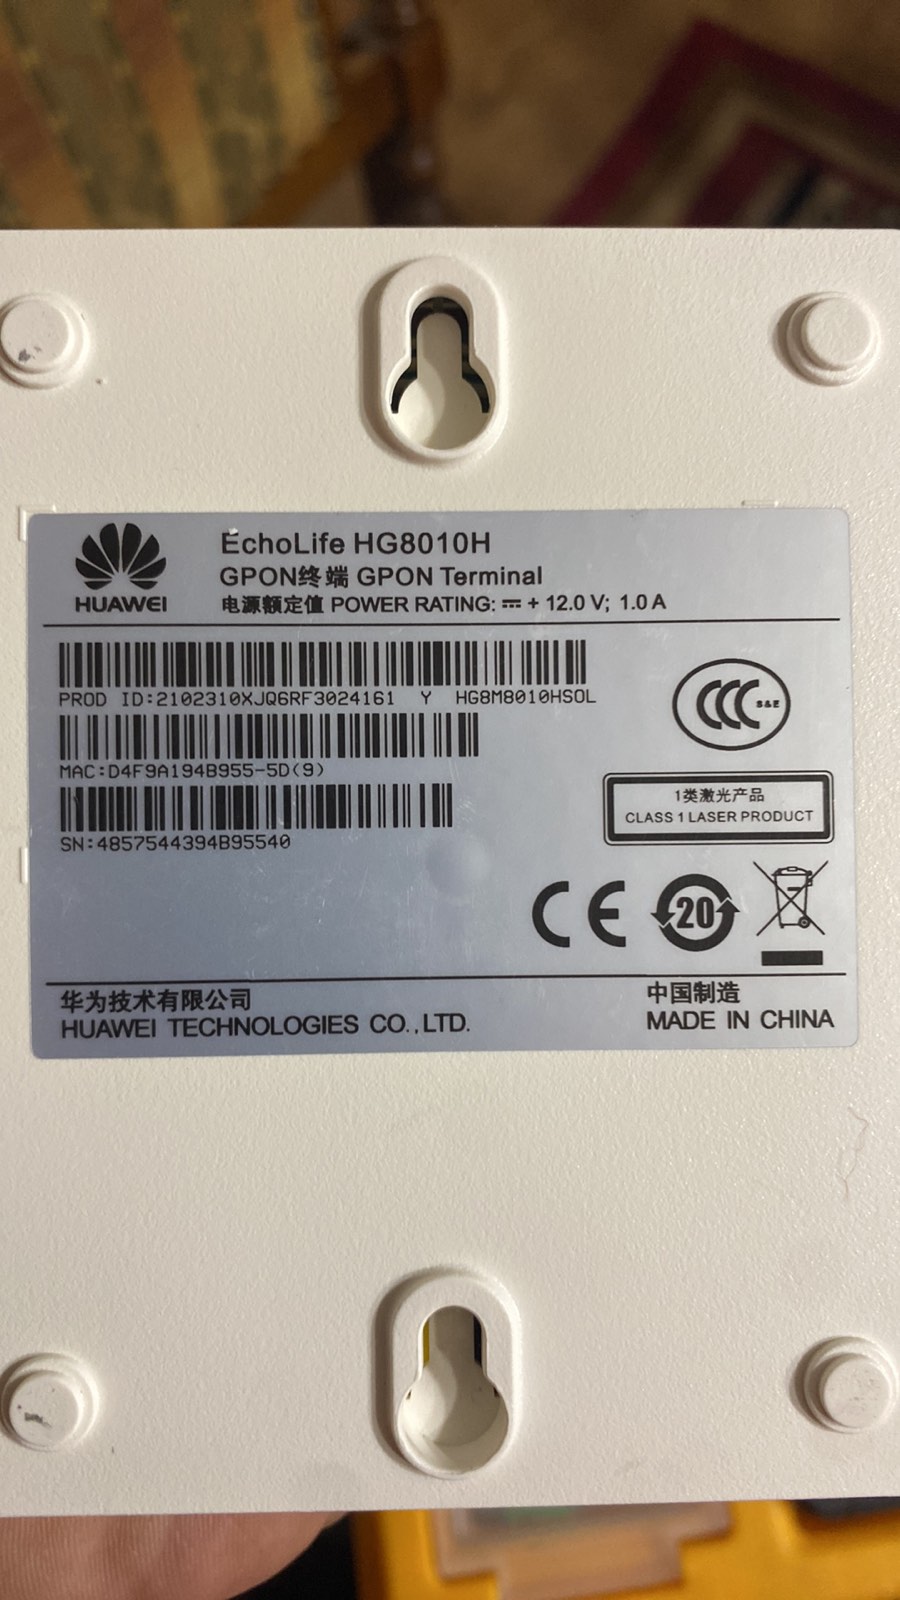 HUAWEI
EchoLife HG8010H
GPON终端 GPON Terminal
电源额定值 POWER RATING: ⎓ + 12.0 V; 1.0 A
PROD ID:2102310XJQ6RF3024161 Y HG8M8010HSOL
MAC:D4F9A194B955-5D(9)
SN:4857544394B95540
CCC S&E
1类激光产品
CLASS 1 LASER PRODUCT
CE
20
华为技术有限公司
HUAWEI TECHNOLOGIES CO.,LTD.
中国制造
MADE IN CHINA